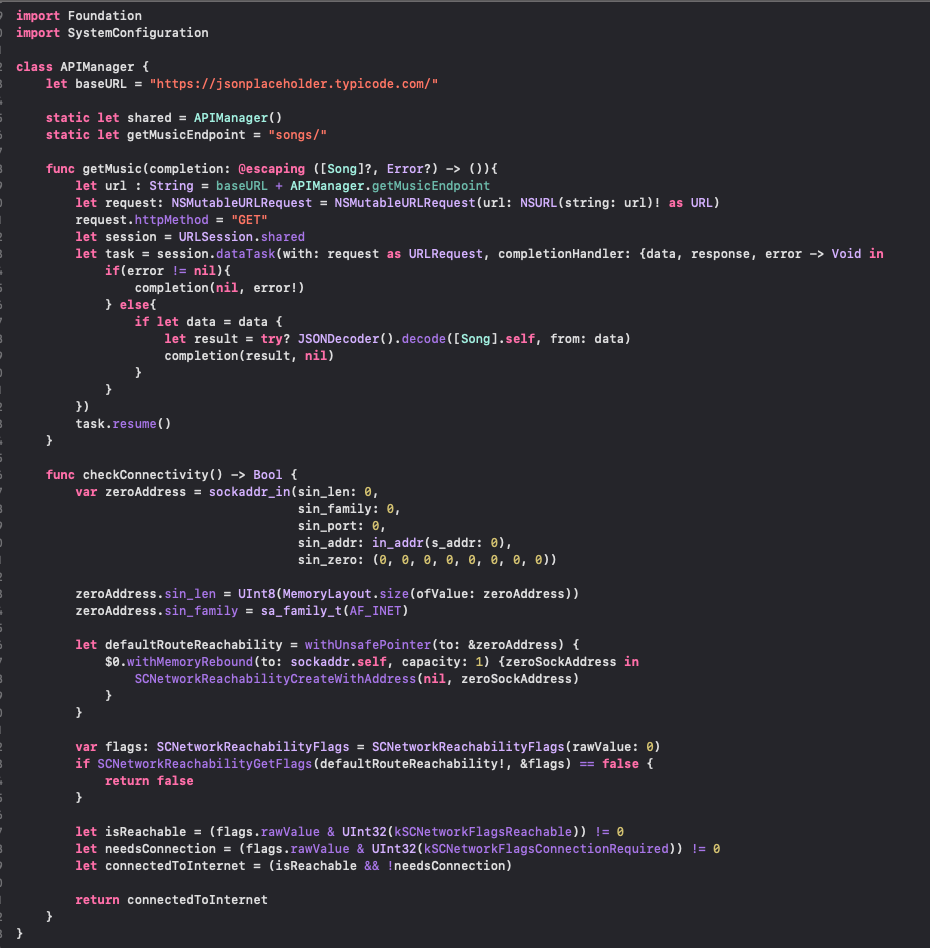 import Foundation
import SystemConfiguration
class APIManager {
    let baseURL = "https://jsonplaceholder.typicode.com/"
    static let shared = APIManager()
    static let getMusicEndpoint = "songs/"
    func getMusic(completion: @escaping ([Song]?, Error?) -> ()){
        let url : String = baseURL + APIManager.getMusicEndpoint
        let request: NSMutableURLRequest = NSMutableURLRequest(url: NSURL(string: url)! as URL)
        request.httpMethod = "GET"
        let session = URLSession.shared
        let task = session.dataTask(with: request as URLRequest, completionHandler: {data, response, error -> Void in
            if(error != nil){
                completion(nil, error!)
            } else{
                if let data = data {
                    let result = try? JSONDecoder().decode([Song].self, from: data)
                    completion(result, nil)
                }
            }
        })
        task.resume()
    }
    func checkConnectivity() -> Bool {
        var zeroAddress = sockaddr_in(sin_len: 0,
                                      sin_family: 0,
                                      sin_port: 0,
                                      sin_addr: in_addr(s_addr: 0),
                                      sin_zero: (0, 0, 0, 0, 0, 0, 0, 0))
        zeroAddress.sin_len = UInt8(MemoryLayout.size(ofValue: zeroAddress))
        zeroAddress.sin_family = sa_family_t(AF_INET)
        let defaultRouteReachability = withUnsafePointer(to: &zeroAddress) {
            $0.withMemoryRebound(to: sockaddr.self, capacity: 1) {zeroSockAddress in
                SCNetworkReachabilityCreateWithAddress(nil, zeroSockAddress)
            }
        }
        var flags: SCNetworkReachabilityFlags = SCNetworkReachabilityFlags(rawValue: 0)
        if SCNetworkReachabilityGetFlags(defaultRouteReachability!, &flags) == false {
            return false
        }
        let isReachable = (flags.rawValue & UInt32(kSCNetworkFlagsReachable)) != 0
        let needsConnection = (flags.rawValue & UInt32(kSCNetworkFlagsConnectionRequired)) != 0
        let connectedToInternet = (isReachable && !needsConnection)
        return connectedToInternet
    }
}